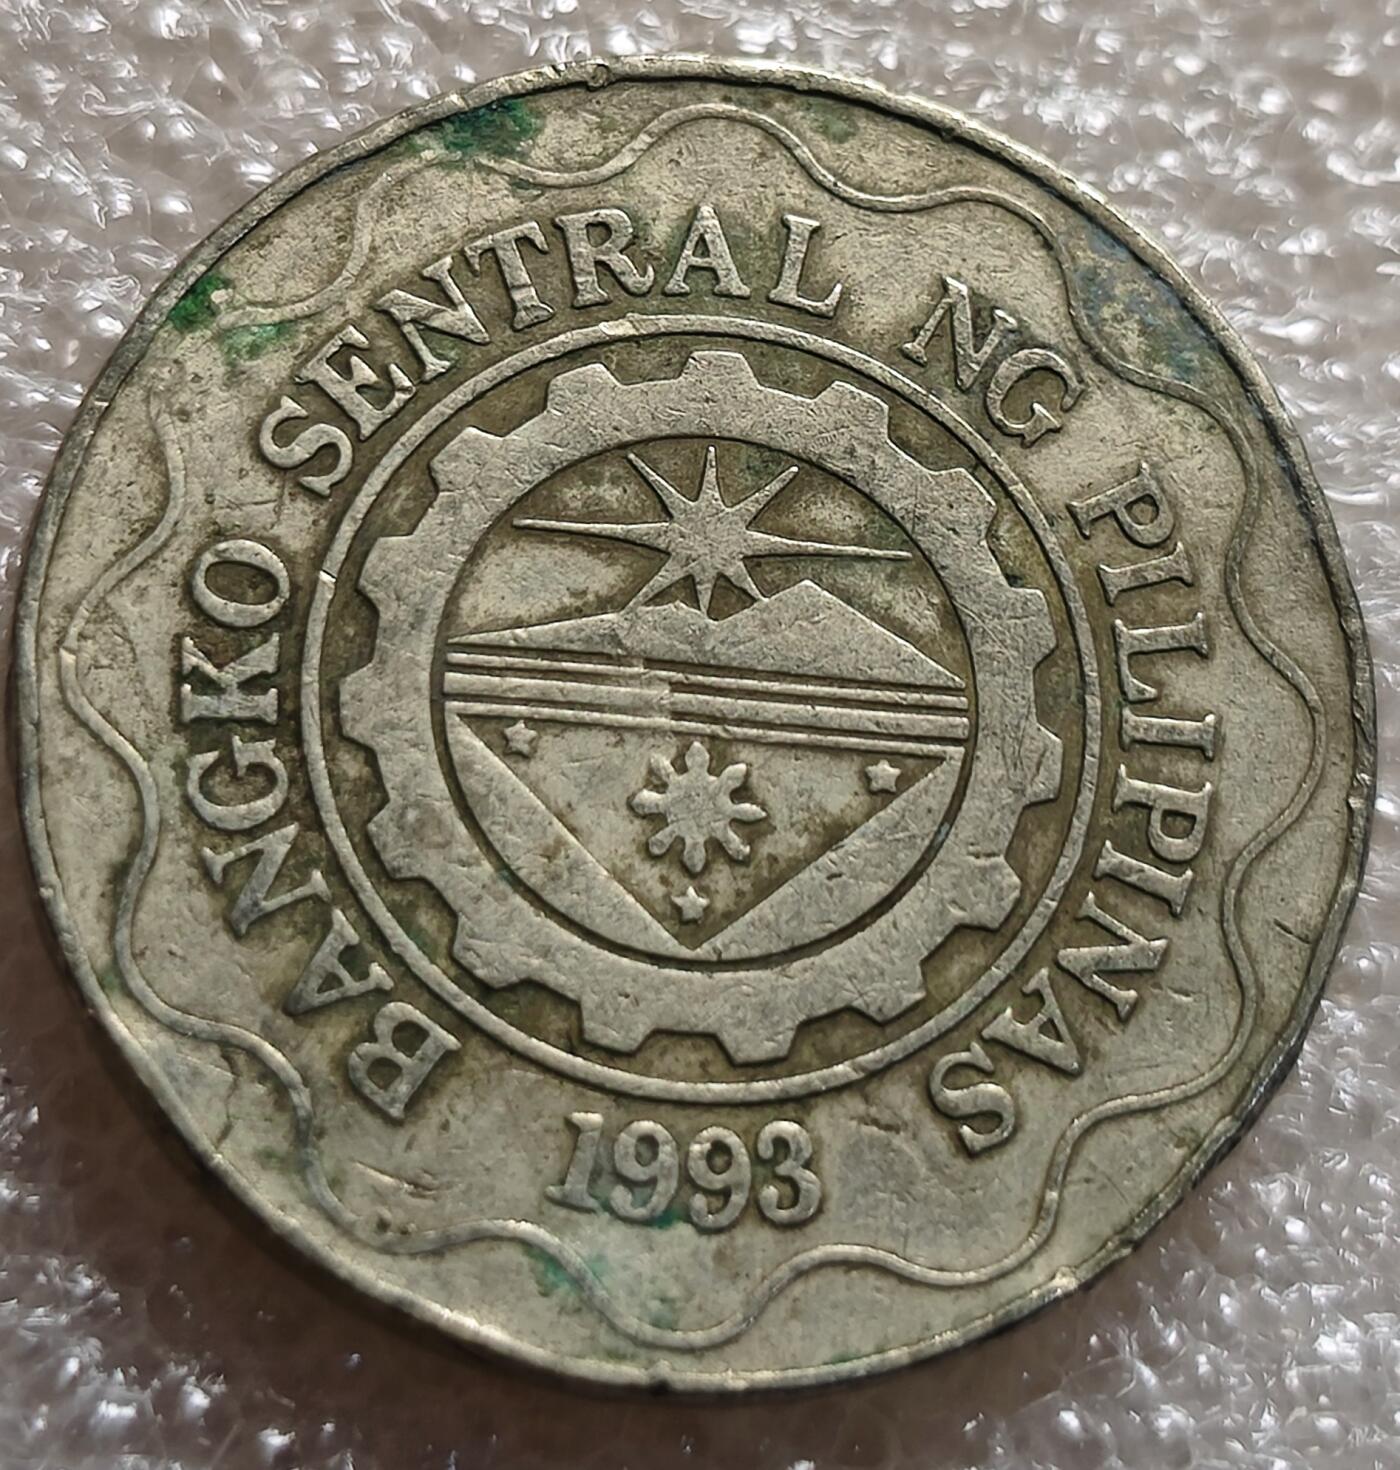 BANGKO SENTRAL NG PILIPINAS
1993